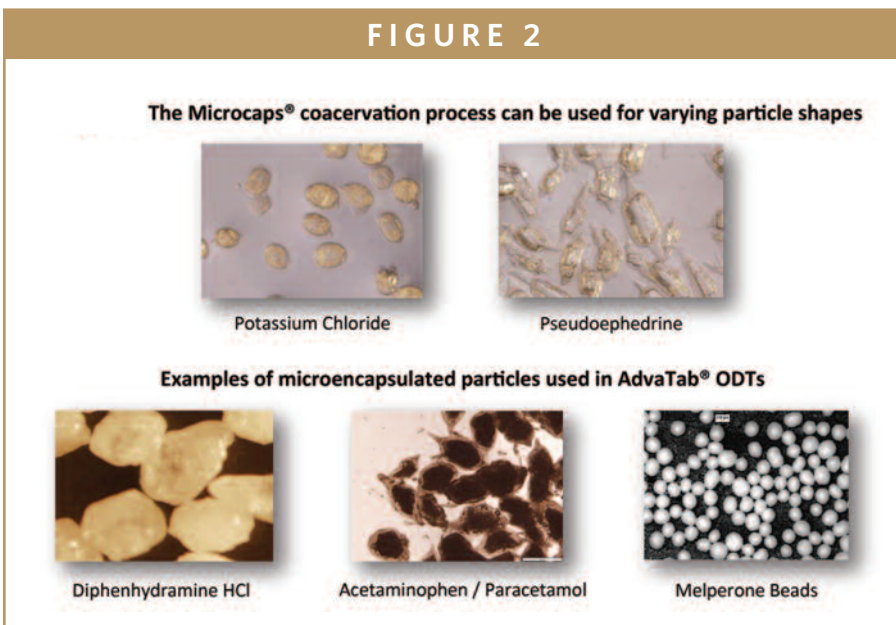 FIGURE 2
The Microcaps® coacervation process can be used for varying particle shapes
Potassium Chloride
Pseudoephedrine
Examples of microencapsulated particles used in AdvaTab® ODTs
Diphenhydramine HCl
Acetaminophen / Paracetamol
Melperone Beads